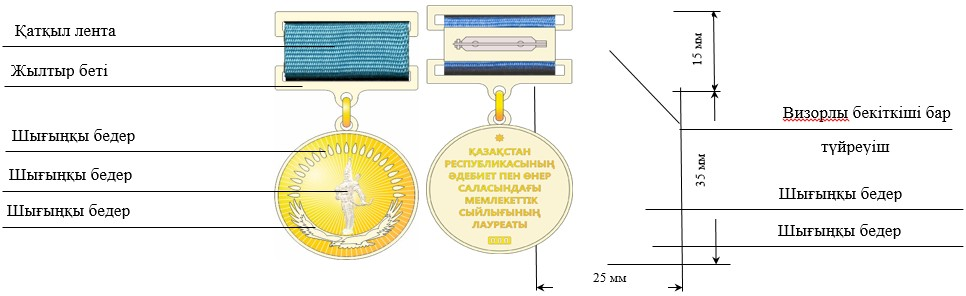 Қатқыл лента
Жылтыр беті
Шығыңқы бедер
Шығыңқы бедер
Шығыңқы бедер
ҚАЗАҚСТАН
РЕСПУБЛИКАСЫНЫҢ
ӘДЕБИЕТ ПЕН ӨНЕР
САЛАСЫНДАҒЫ
МЕМЛЕКЕТТІК
СЫЙЛЫҒЫНЫҢ
ЛАУРЕАТЫ
15 мм
Визорлы бекіткіші бар
түйреуіш
35 мм
Шығыңқы бедер
Шығыңқы бедер
25 мм